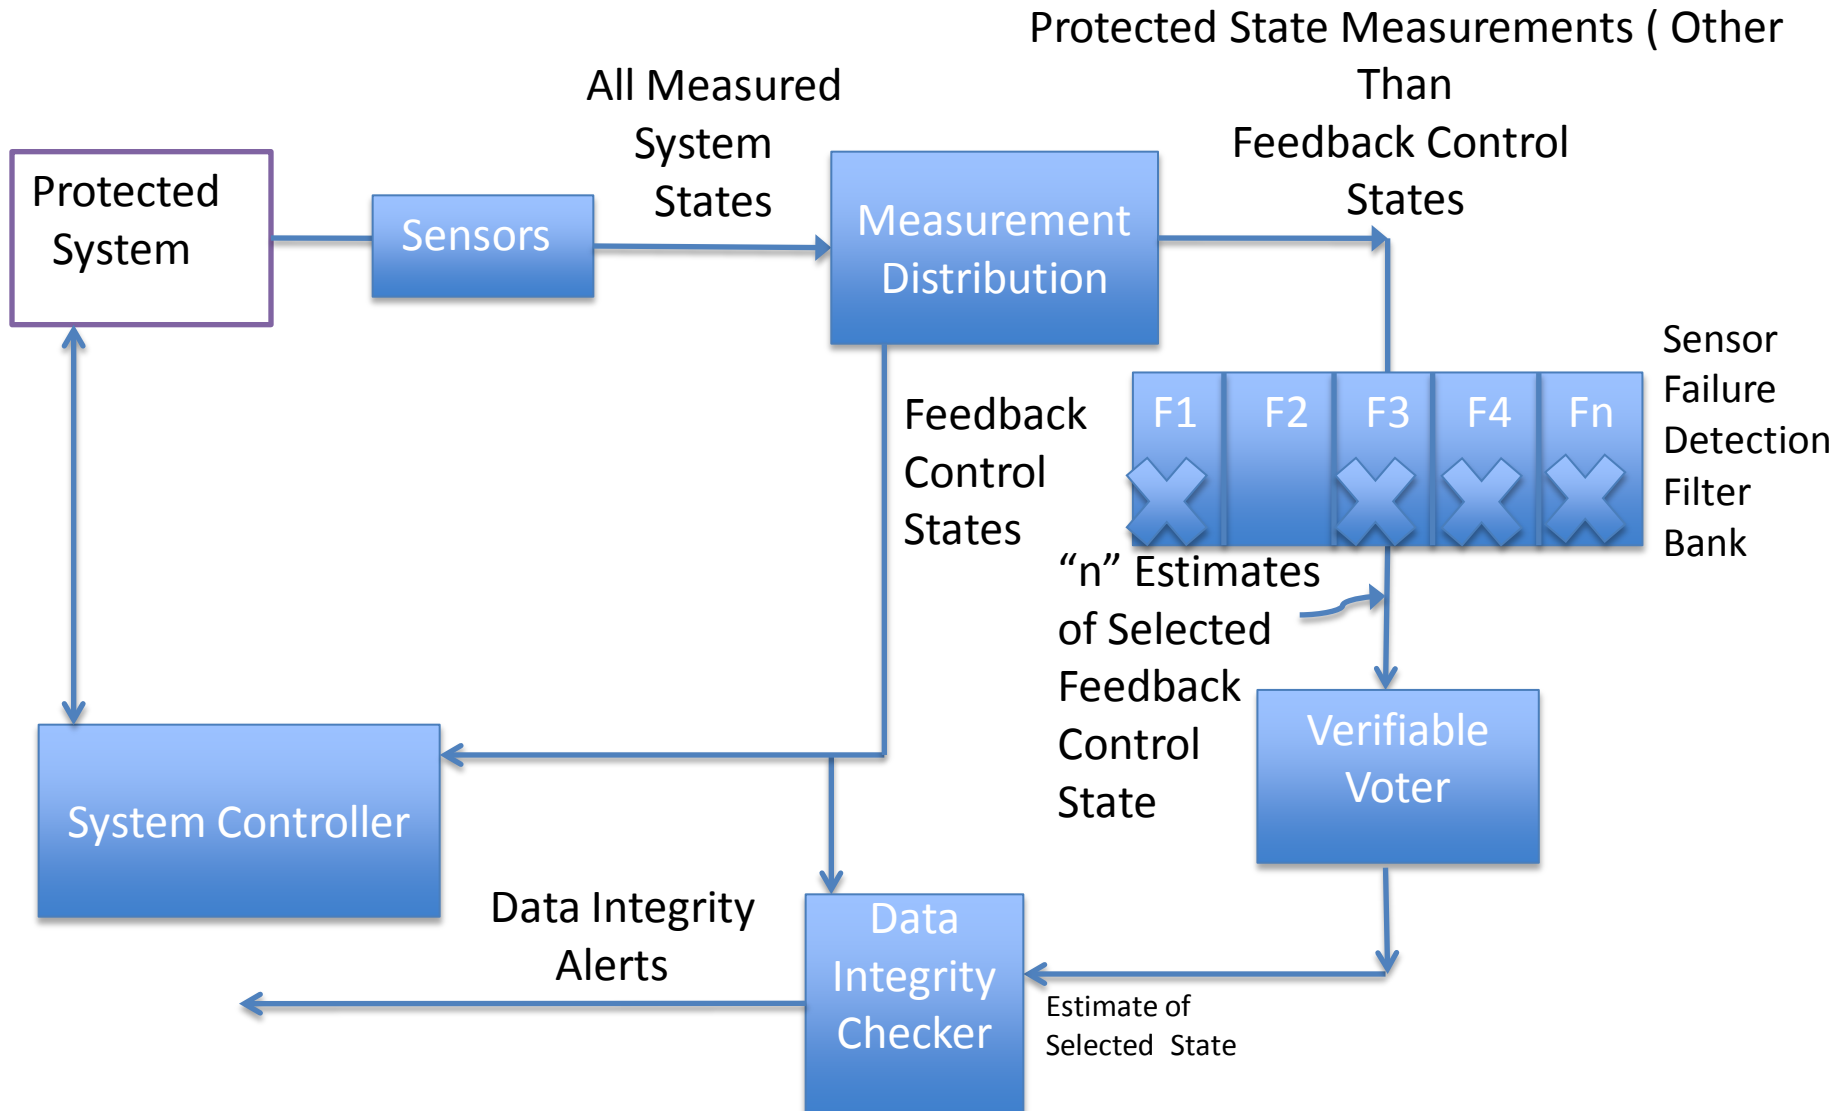 Protected State Measurements ( Other
Than
Feedback Control
States
All Measured
System
States
Protected
System
Sensors
Measurement
Distribution
Sensor
Failure
Detection
Filter
Bank
F1
F2
F3
F4
Fn
Feedback
Control
States
“n” Estimates
of Selected
Feedback
Control
State
Verifiable
Voter
System Controller
Data Integrity
Alerts
Data
Integrity
Checker
Estimate of
Selected State